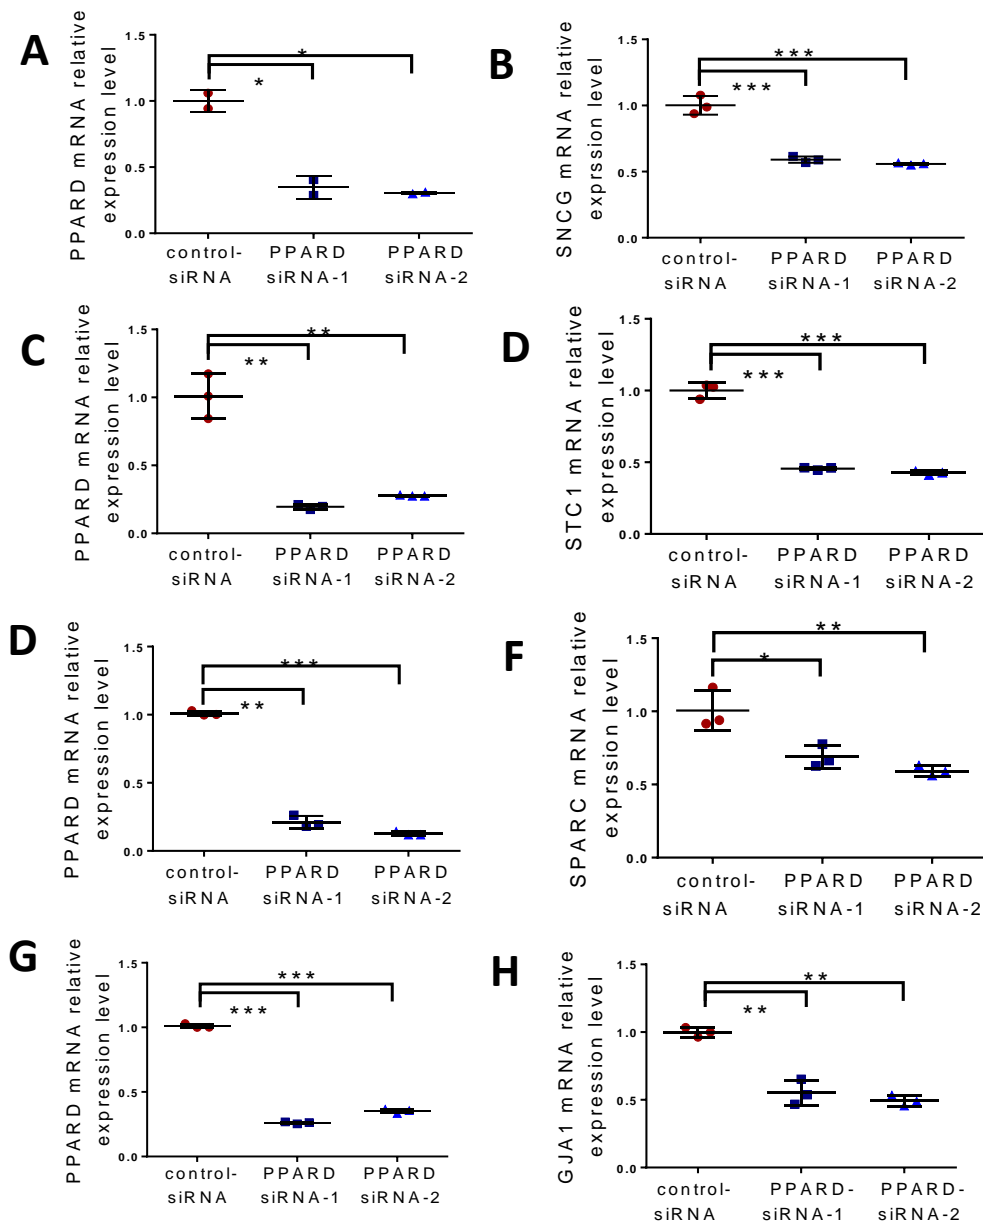 A
PPARD mRNA relative
expression level
1.5
1.0
0.5
0.0
*
*
control-
siRNA
PPARD
siRNA-1
PPARD
siRNA-2
B
SNCG mRNA relative
exprssion level
1.5
1.0
0.5
0.0
***
***
control-
siRNA
PPARD
siRNA-1
PPARD
siRNA-2
C
PPARD mRNA relative
expression level
1.5
1.0
0.5
0.0
**
**
control-
siRNA
PPARD
siRNA-1
PPARD
siRNA-2
D
STC1 mRNA relative
exprssion level
1.5
1.0
0.5
0.0
***
***
control-
siRNA
PPARD
siRNA-1
PPARD
siRNA-2
D
PPARD mRNA relative
expression level
1.5
1.0
0.5
0.0
***
**
control-
siRNA
PPARD
siRNA-1
PPARD
siRNA-2
F
SPARC mRNA relative
exprssion level
1.5
1.0
0.5
0.0
**
*
control-
siRNA
PPARD
siRNA-1
PPARD
siRNA-2
G
PPARD mRNA relative
expression level
1.5
1.0
0.5
0.0
***
***
control-
siRNA
PPARD
siRNA-1
PPARD
siRNA-2
H
GJA1 mRNA relative
expression level
1.5
1.0
0.5
0.0
**
**
control-
siRNA
PPARD-
siRNA-1
PPARD-
siRNA-2